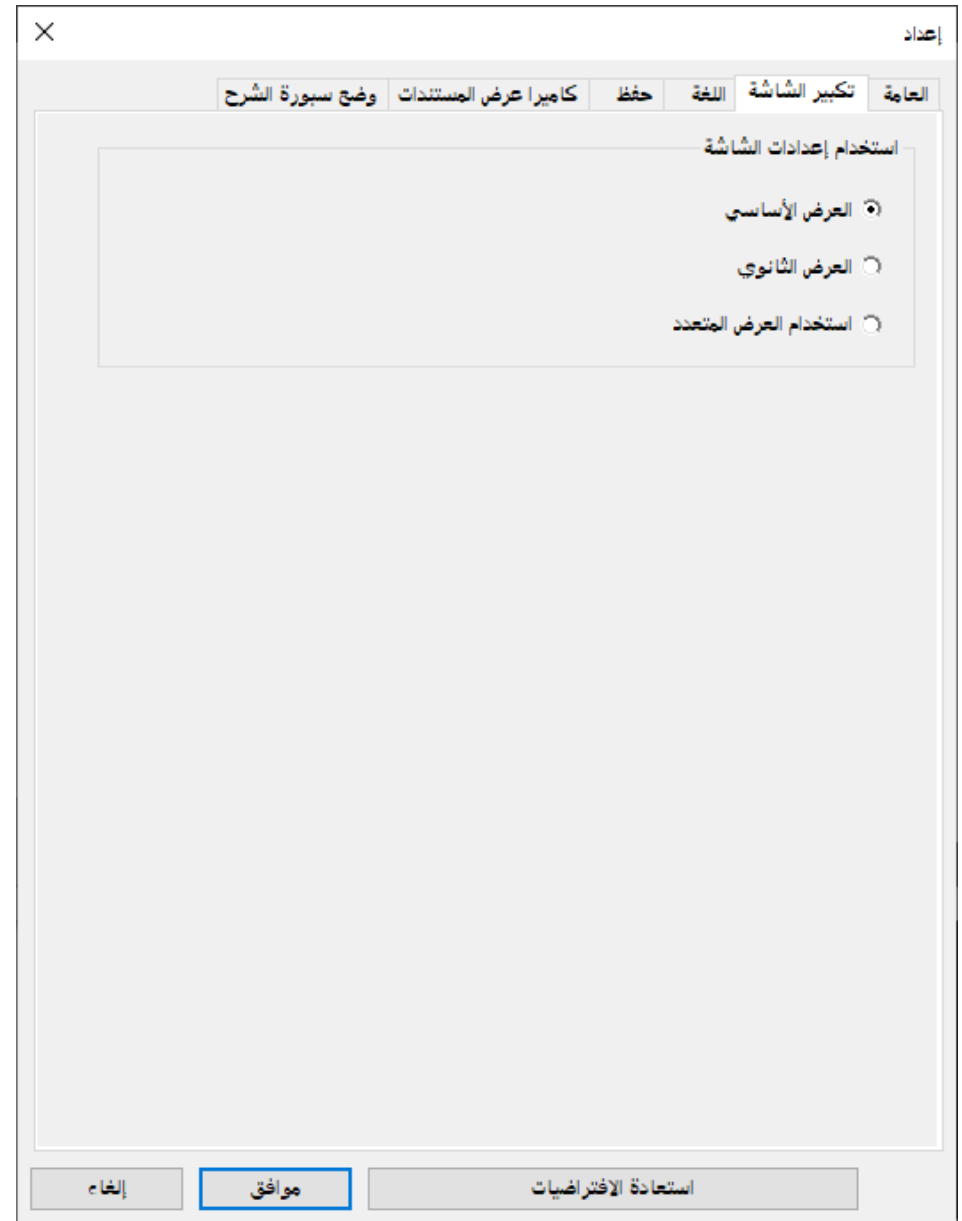 إعداد
العامة تكبير الشاشة اللغة حفظ كاميرا عرض المستندات وضع سبورة الشرح
استخدام إعدادات الشاشة
العرض الأساسي
العرض الثانوي
استخدام العرض المتعدد
استعادة الافتراضيات موافق إلغاء